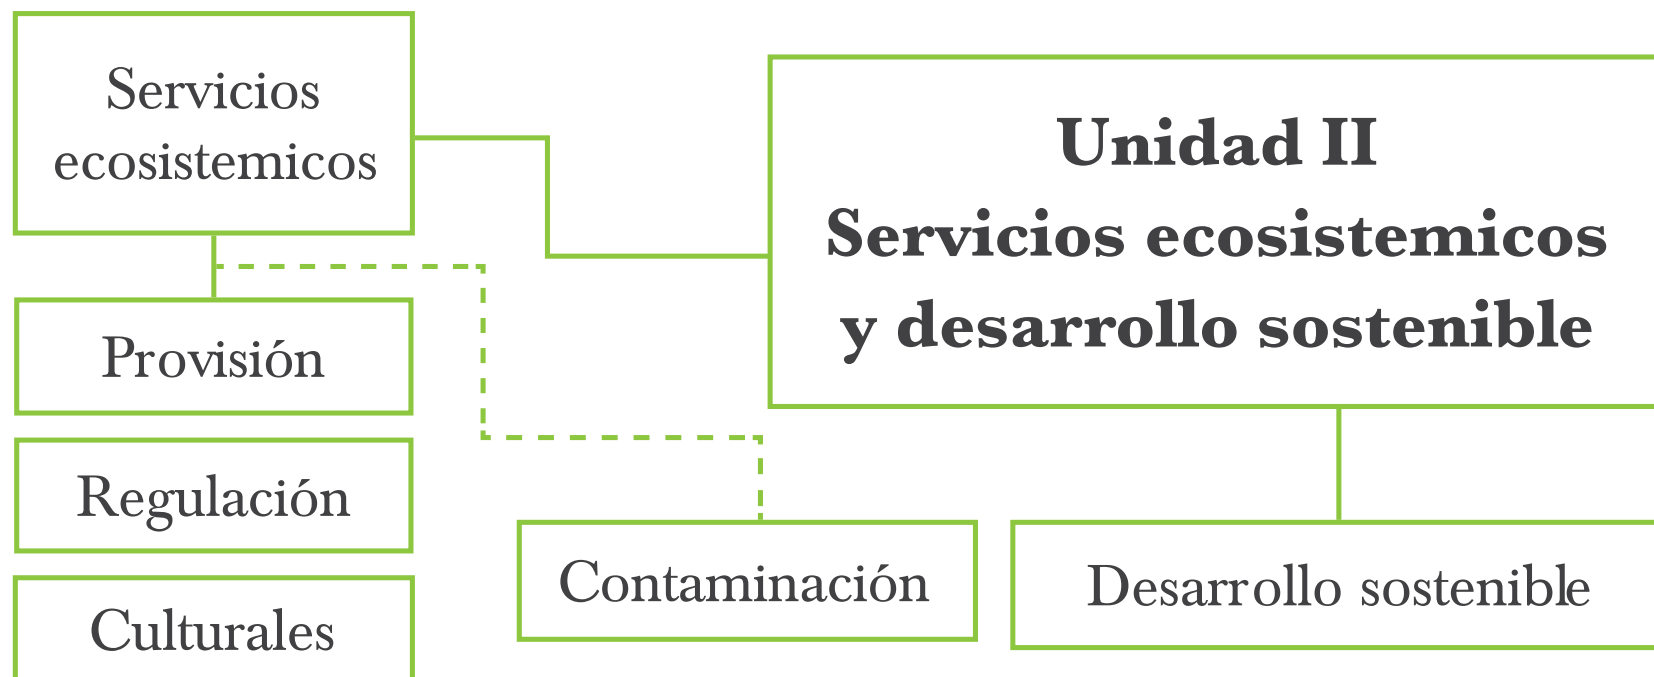 Servicios
ecosistemicos
Unidad II
Servicios ecosistemicos
y desarrollo sostenible
Provisión
Regulación
Culturales
Contaminación
Desarrollo sostenible